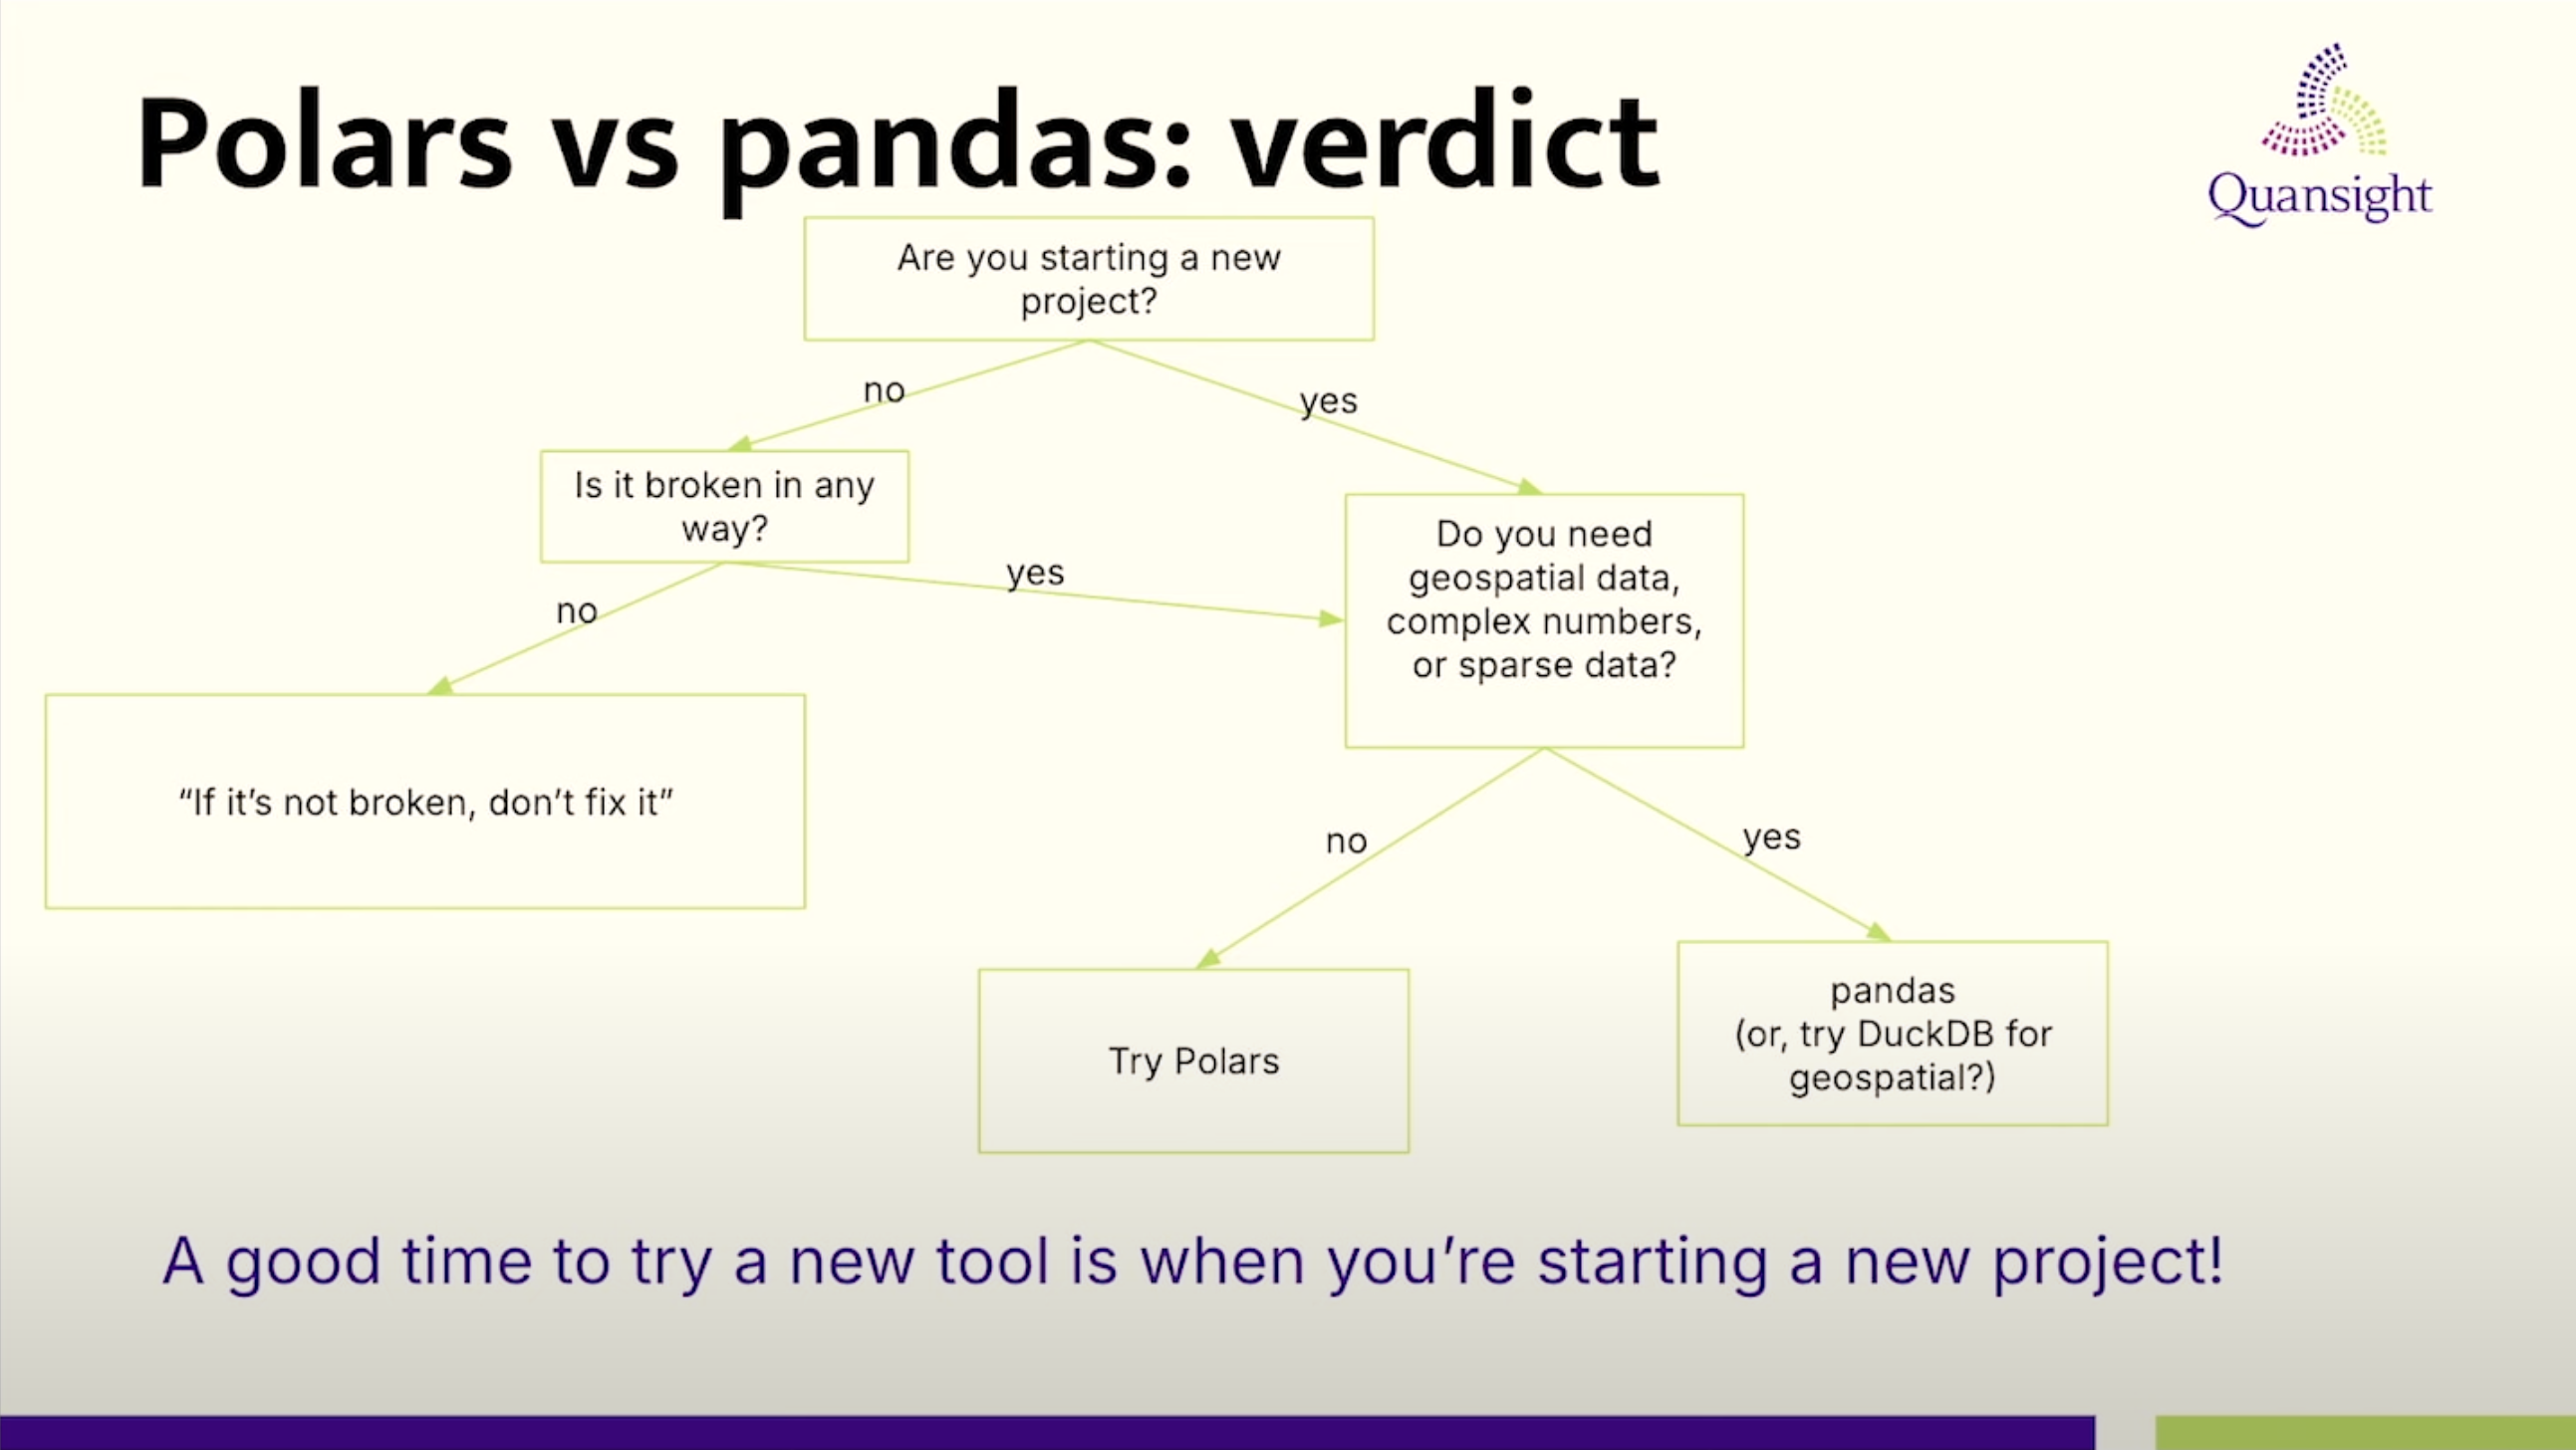 Polars vs pandas: verdict
Quansight
Are you starting a new
project?
no
yes
Is it broken in any
way?
Do you need
geospatial data,
complex numbers,
or sparse data?
no
yes
“If it’s not broken, don’t fix it”
no
yes
Try Polars
pandas
(or, try DuckDB for
geospatial?)
A good time to try a new tool is when you’re starting a new project!